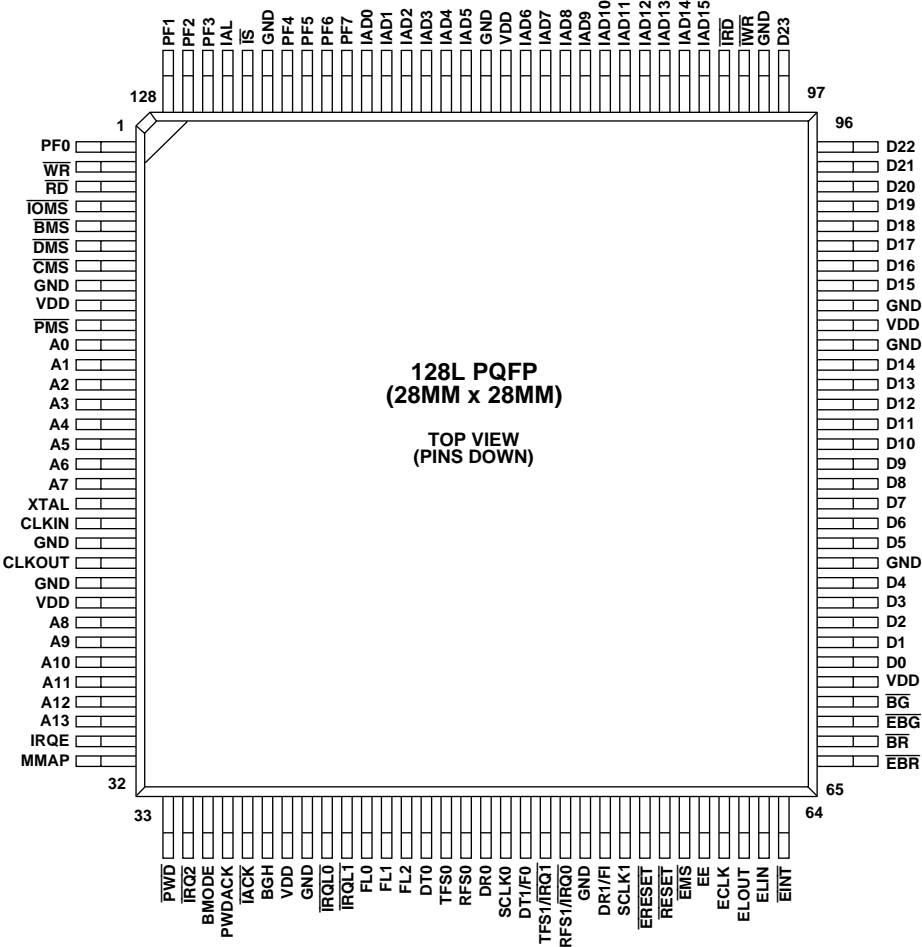 PF1
PF2
PF3
IAL
IS
GND
PF4
PF5
PF6
PF7
IAD0
IAD1
IAD2
IAD3
IAD4
IAD5
GND
VDD
IAD6
IAD7
IAD8
IAD9
IAD10
IAD11
IAD12
IAD13
IAD14
IAD15
IRD
IWR
GND
D23
128
97
1
96
PF0
WR
RD
IOMS
BMS
DMS
CMS
GND
VDD
PMS
A0
A1
A2
A3
A4
A5
A6
A7
XTAL
CLKIN
GND
CLKOUT
GND
VDD
A8
A9
A10
A11
A12
A13
IRQE
MMAP
128L PQFP
(28MM x 28MM)
TOP VIEW
(PINS DOWN)
D22
D21
D20
D19
D18
D17
D16
D15
GND
VDD
GND
D14
D13
D12
D11
D10
D9
D8
D7
D6
D5
GND
D4
D3
D2
D1
D0
VDD
BG
EBG
BR
EBR
32
65
33
64
PWD
IRQ2
BMODE
PWDACK
IACK
BGH
VDD
GND
IRQL0
IRQL1
FL0
FL1
FL2
DT0
TFS0
RFS0
DR0
SCLK0
DT1/F0
TFS1/IRQ1
RFS1/IRQ0
GND
DR1/FI
SCLK1
ERESET
RESET
EMS
EE
ECLK
ELOUT
ELIN
EINT